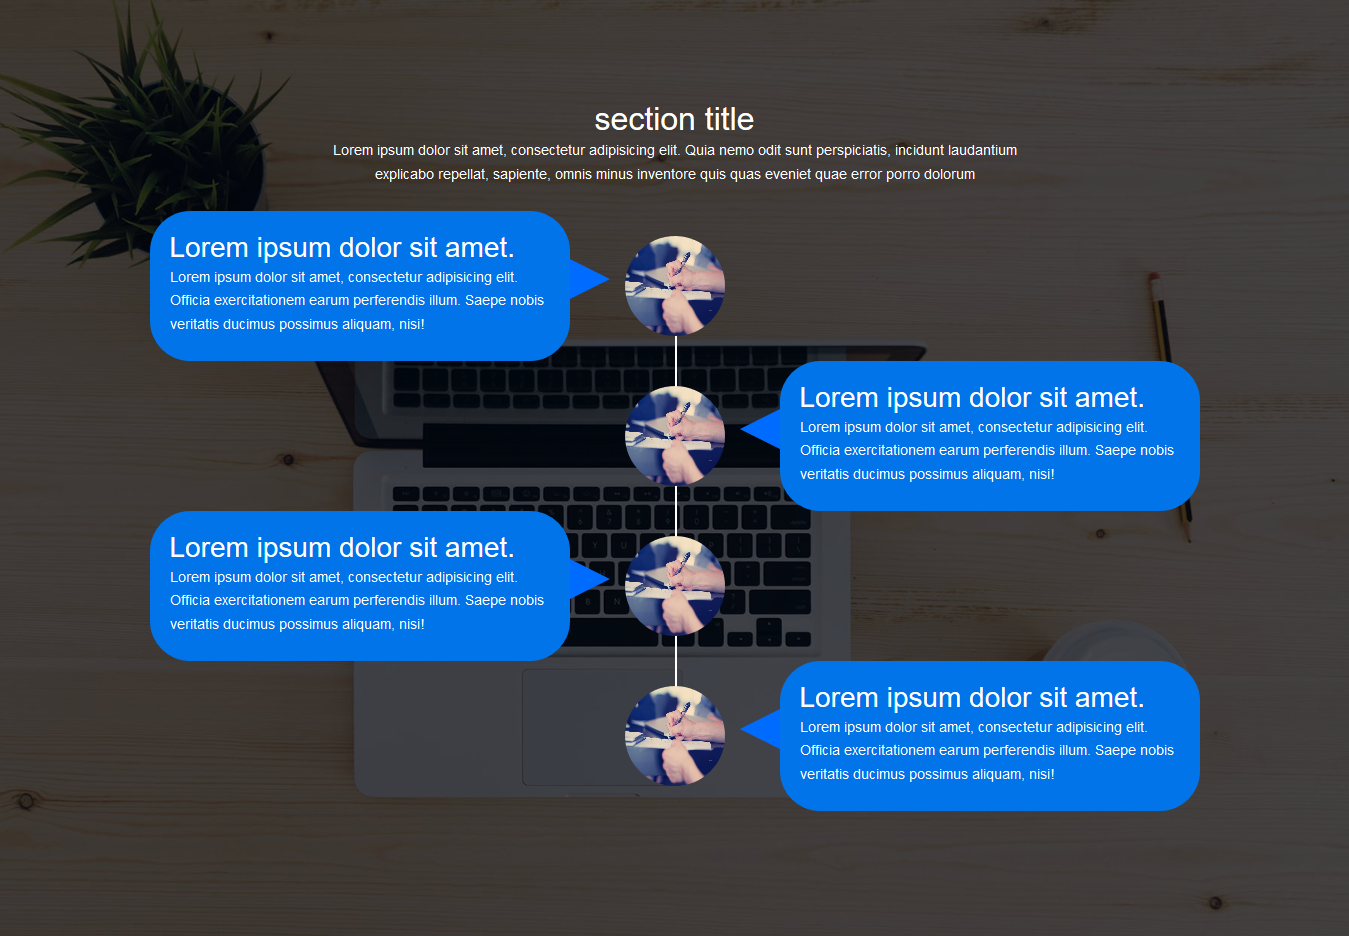 section title
Lorem ipsum dolor sit amet, consectetur adipisicing elit. Quia nemo odit sunt perspiciatis, incidunt laudantium
explicabo repellat, sapiente, omnis minus inventore quis quas eveniet quae error porro dolorum
Lorem ipsum dolor sit amet.
Lorem ipsum dolor sit amet, consectetur adipisicing elit.
Officia exercitationem earum perferendis illum. Saepe nobis
veritatis ducimus possimus aliquam, nisi!
Lorem ipsum dolor sit amet.
Lorem ipsum dolor sit amet, consectetur adipisicing elit.
Officia exercitationem earum perferendis illum. Saepe nobis
veritatis ducimus possimus aliquam, nisi!
Lorem ipsum dolor sit amet.
Lorem ipsum dolor sit amet, consectetur adipisicing elit.
Officia exercitationem earum perferendis illum. Saepe nobis
veritatis ducimus possimus aliquam, nisi!
Lorem ipsum dolor sit amet.
Lorem ipsum dolor sit amet, consectetur adipisicing elit.
Officia exercitationem earum perferendis illum. Saepe nobis
veritatis ducimus possimus aliquam, nisi!